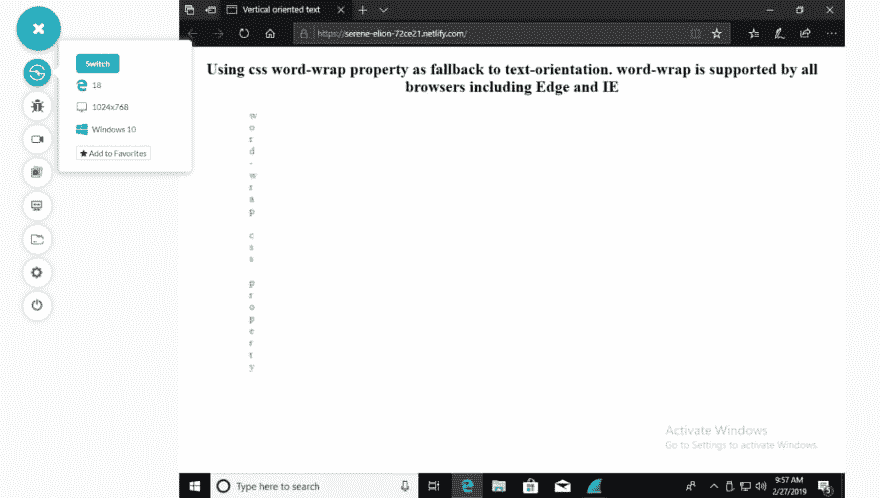 Vertical oriented text
https://serene-elion-72ce21.netlify.com/
Switch
18
1024x768
Windows 10
Add to Favorites
Using css word-wrap property as fallback to text-orientation. word-wrap is supported by all
browsers including Edge and IE
w
o
r
d
-
w
r
a
p
c
s
s
p
r
o
p
e
r
t
y
Activate Windows
Go to Settings to activate Windows.
Type here to search
9:57 AM
2/27/2019